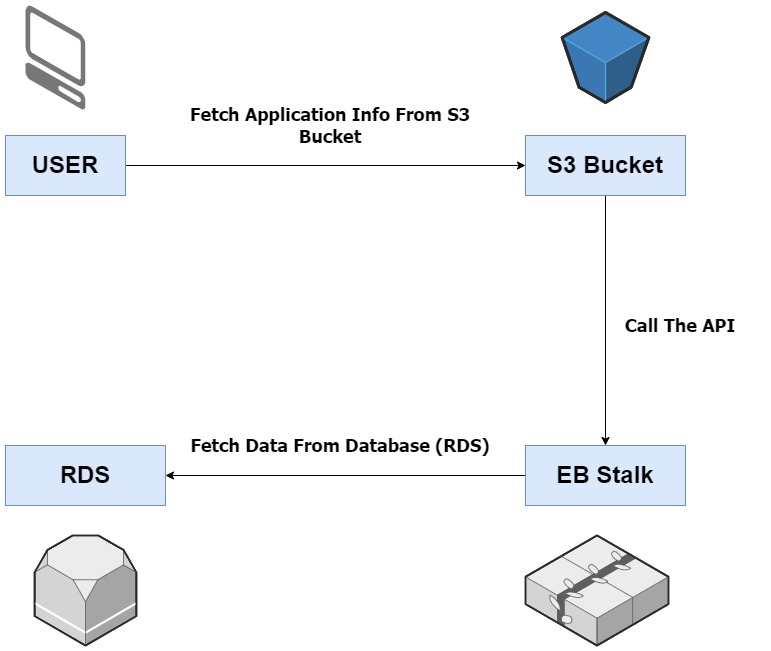 Fetch Application Info From S3
Bucket
USER
S3 Bucket
Call The API
Fetch Data From Database (RDS)
RDS
EB Stalk